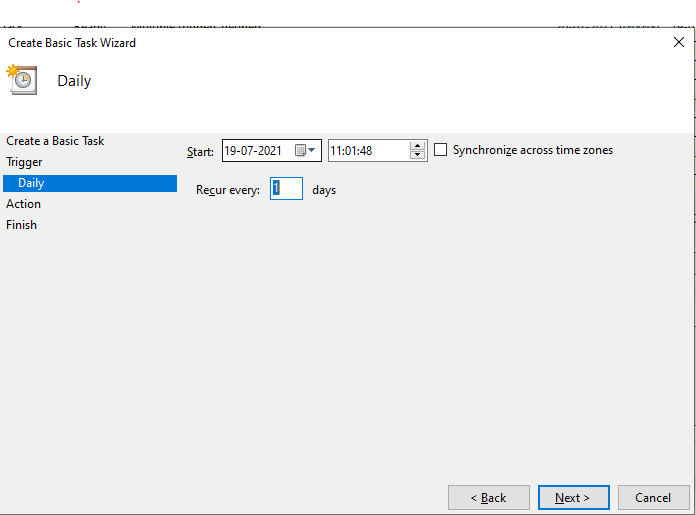 Create Basic Task Wizard
Daily
Create a Basic Task
Trigger
Daily
Action
Finish
Start: 19-07-2021 11:01:48 Synchronize across time zones
Recur every: 1 days
< Back Next > Cancel